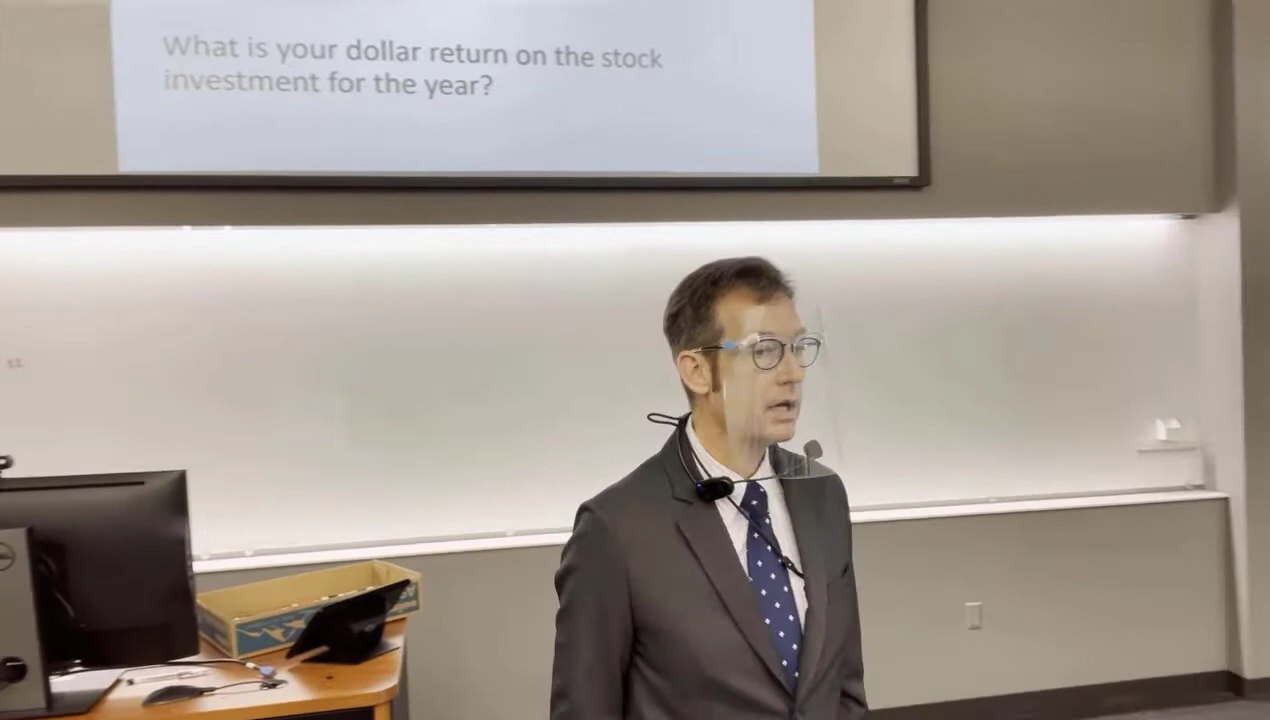 What is your dollar return on the stock
investment for the year?